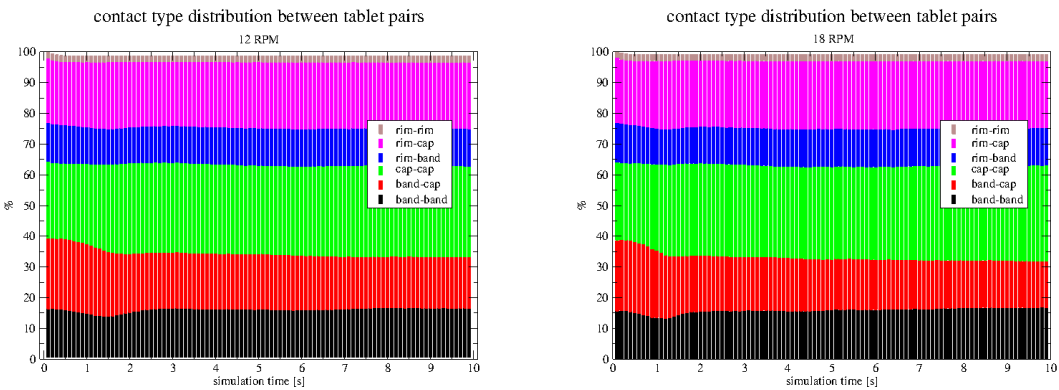 contact type distribution between tablet pairs
12 RPM
100
90
80
70
60
50
40
30
20
10
0
%
rim-rim
rim-cap
rim-band
cap-cap
band-cap
band-band
0 1 2 3 4 5 6 7 8 9 10
simulation time [s]
contact type distribution between tablet pairs
18 RPM
100
90
80
70
60
50
40
30
20
10
0
%
rim-rim
rim-cap
rim-band
cap-cap
band-cap
band-band
0 1 2 3 4 5 6 7 8 9 10
simulation time [s]